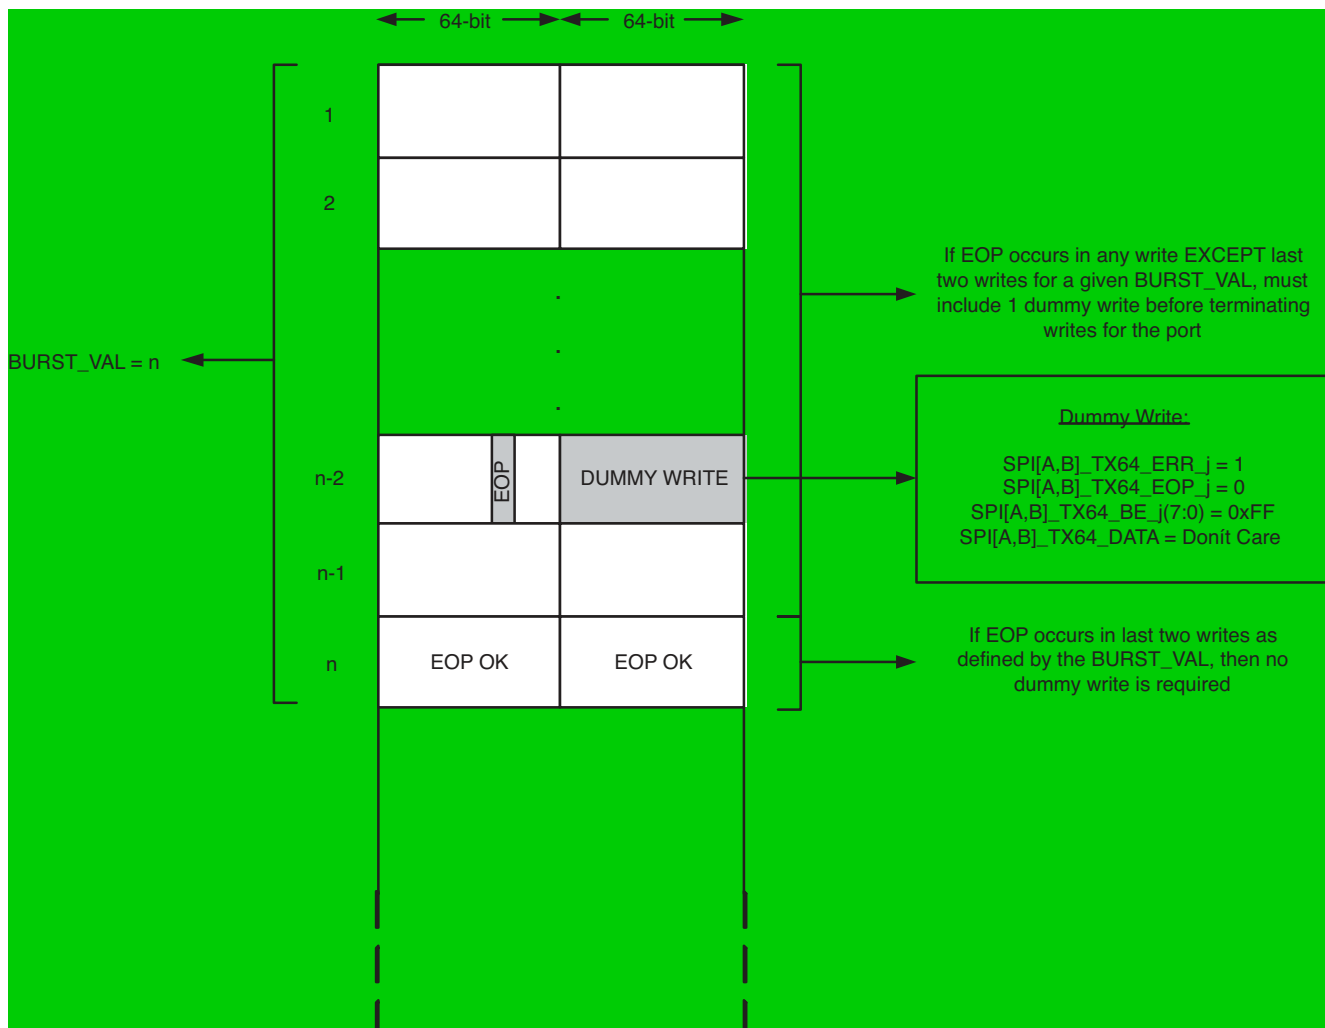 64-bit 64-bit
1
2
.
.
.
If EOP occurs in any write EXCEPT last
two writes for a given BURST_VAL, must
include 1 dummy write before terminating
writes for the port
BURST_VAL = n
n-2 EOP DUMMY WRITE
Dummy Write:
SPI[A,B]_TX64_ERR_j = 1
SPI[A,B]_TX64_EOP_j = 0
SPI[A,B]_TX64_BE_j(7:0) = 0xFF
SPI[A,B]_TX64_DATA = Donít Care
n-1
n EOP OK EOP OK
If EOP occurs in last two writes as
defined by the BURST_VAL, then no
dummy write is required